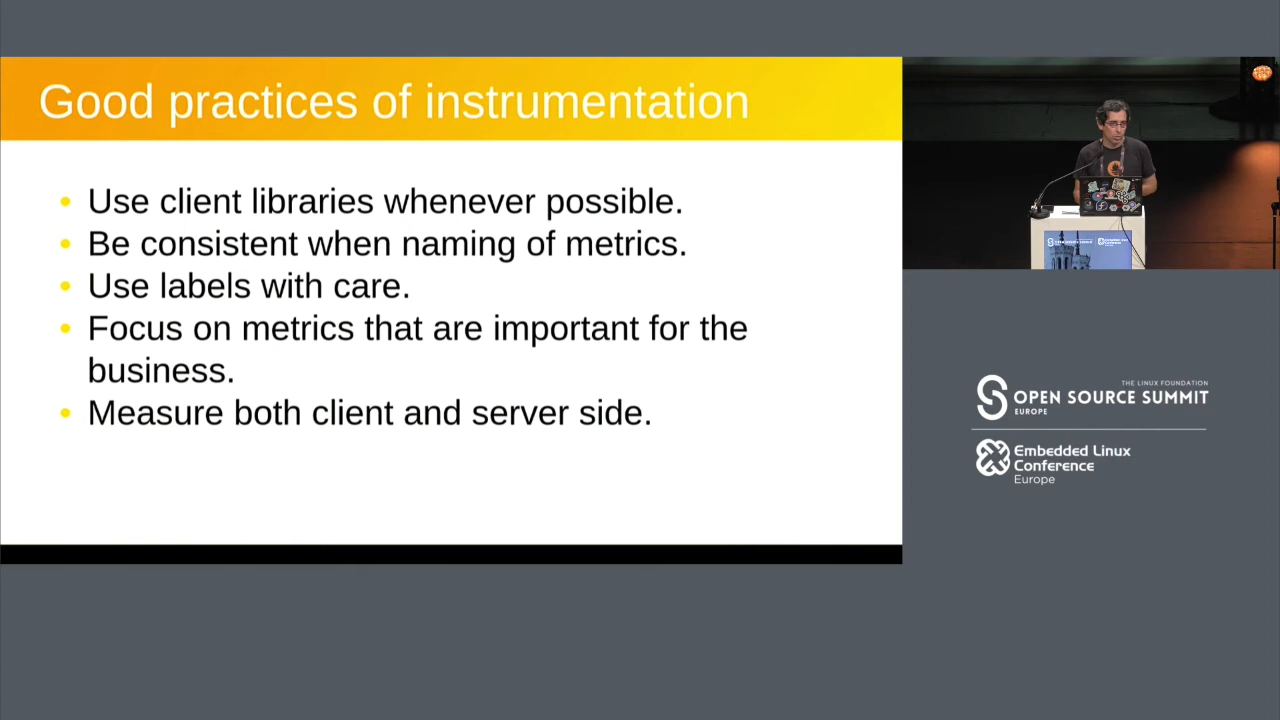 Good practices of instrumentation
• Use client libraries whenever possible.
• Be consistent when naming of metrics.
• Use labels with care.
• Focus on metrics that are important for the
business.
• Measure both client and server side.
THE LINUX FOUNDATION
OPEN SOURCE SUMMIT
EUROPE
Embedded Linux
Conference
Europe